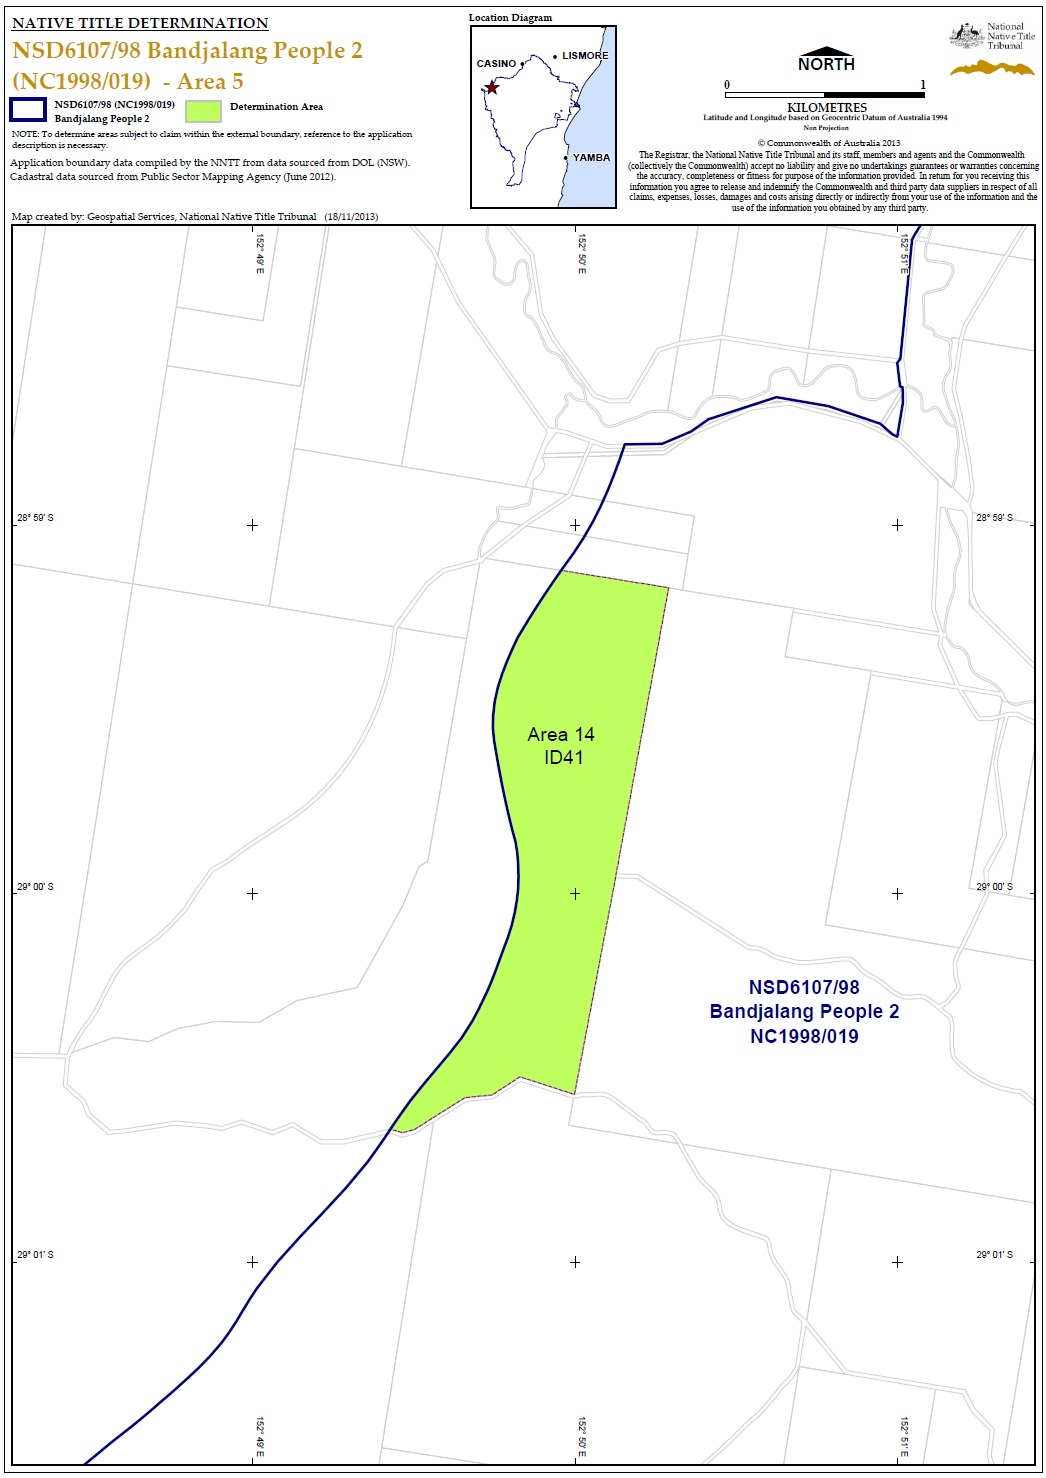 NATIVE TITLE DETERMINATION
NSD6107/98 Bandjalang People 2
(NC1998/019) - Area 5
NSD6107/98 (NC1998/019)
Bandjalang People 2
Determination Area
NOTE: To determine areas subject to claim within the external boundary, reference to the application
description is necessary.
Application boundary data compiled by the NNTT from data sourced from DOL (NSW).
Cadastral data sourced from Public Sector Mapping Agency (June 2012).
Map created by: Geospatial Services, National Native Title Tribunal (18/11/2013)
Location Diagram
CASINO
LISMORE
YAMBA
NORTH
0 1
KILOMETRES
Latitude and Longitude based on Geocentric Datum of Australia 1994
Non Projection
National
Native Title
Tribunal
© Commonwealth of Australia 2013
The Registrar, the National Native Title Tribunal and its staff, members and agents and the Commonwealth
(collectively the Commonwealth) accept no liability and give no undertakings guarantees or warranties concerning
the accuracy, completeness or fitness for purpose of the information provided. In return for you receiving this
information you agree to release and indemnify the Commonwealth and third party data suppliers in respect of all
claims, expenses, losses, damages and costs arising directly or indirectly from your use of the information and the
use of the information you obtained by any third party.
152° 49' E
152° 50' E
152° 51' E
28° 59' S
28° 59' S
Area 14
ID41
29° 00' S
29° 00' S
NSD6107/98
Bandjalang People 2
NC1998/019
29° 01' S
29° 01' S
152° 49' E
152° 50' E
152° 51' E